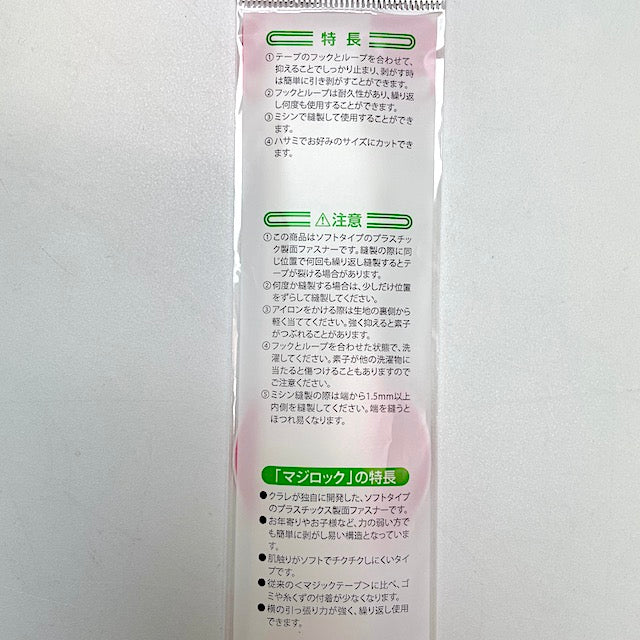 特長
①テープのフックとループを合わせて、
抑えることでしっかり止まり、剥がす時
は簡単に引き剥がすことができます。
②フックとループは耐久性があり、繰り返
し何度も使用することができます。
③ミシンで縫製して使用することができ
ます。
④ハサミでお好みのサイズにカットでき
ます。
⚠注意
①この商品はソフトタイプのプラスチッ
ク製面ファスナーです。縫製の際に同
じ位置で何回も繰り返し縫製するとテ
ープが裂ける場合があります。
②何度か縫製する場合は、少しだけ位置
をずらして縫製してください。
③アイロンをかける際は生地の裏側から
軽く当ててください。強く抑えると素子
がつぶれることがあります。
④フックとループを合わせた状態で、洗
濯してください。素子が他の洗濯物に
当たると傷つけることもありますので
ご注意ください。
⑤ミシン縫製の際は端から1.5mm以上
内側を縫製してください。端を縫うと
ほつれ易くなります。
「マジロック」の特長
●クラレが独自に開発した、ソフトタイプ
のプラスチックス製面ファスナーです。
●お年寄りやお子様など、力の弱い方で
も簡単に剥がし易い構造となっていま
す。
●肌触りがソフトでチクチクしにくいタイ
プです。
●従来の<マジックテープ>に比べ、ゴ
ミや糸くずの付着が少なくなります。
●横の引っ張り力が強く、繰り返し使用
できます。